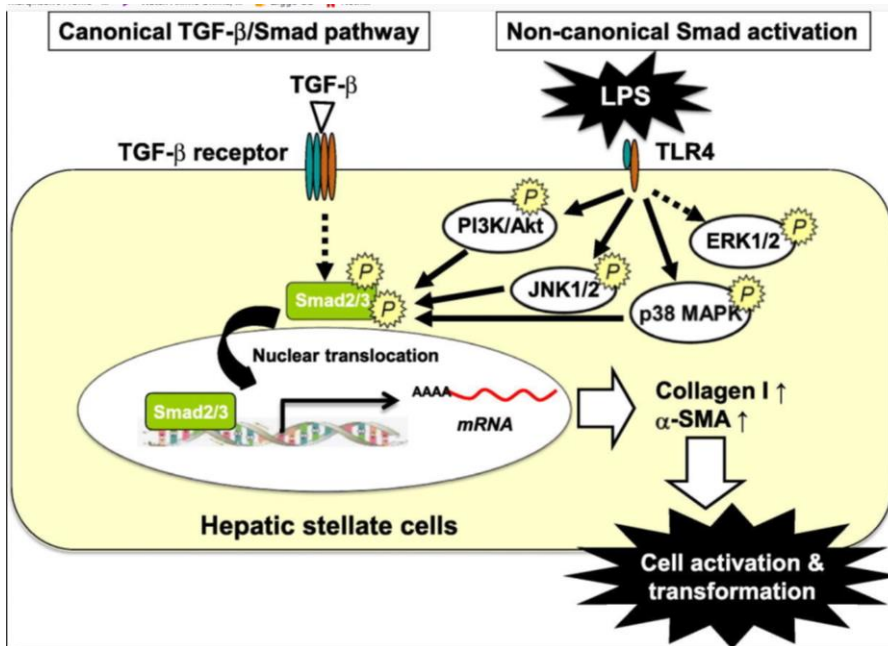 Canonical TGF-β/Smad pathway
Non-canonical Smad activation
TGF-β
LPS
TGF-β receptor
TLR4
PI3K/Akt
P
ERK1/2
P
JNK1/2
P
p38 MAPK
P
Smad2/3
P
P
Nuclear translocation
Smad2/3
AAAA
mRNA
Collagen I ↑
α-SMA ↑
Hepatic stellate cells
Cell activation &
transformation